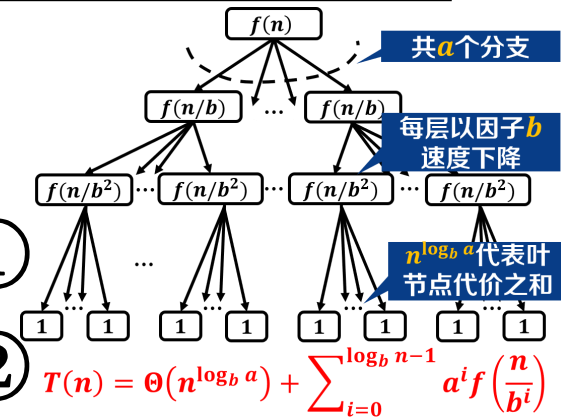 f(n)
共a个分支
f(n/b) ... f(n/b)
每层以因子b
速度下降
f(n/b²) ... f(n/b²) ... f(n/b²) ... f(n/b²)
n^{log_b a}代表叶
节点代价之和
...
... ... ... ...
1 1 1 1 1 1 1 1
2
T(n) = Θ(n^{log_b a}) + ∑_{i=0}^{log_b n−1} a^i f(n/b^i)